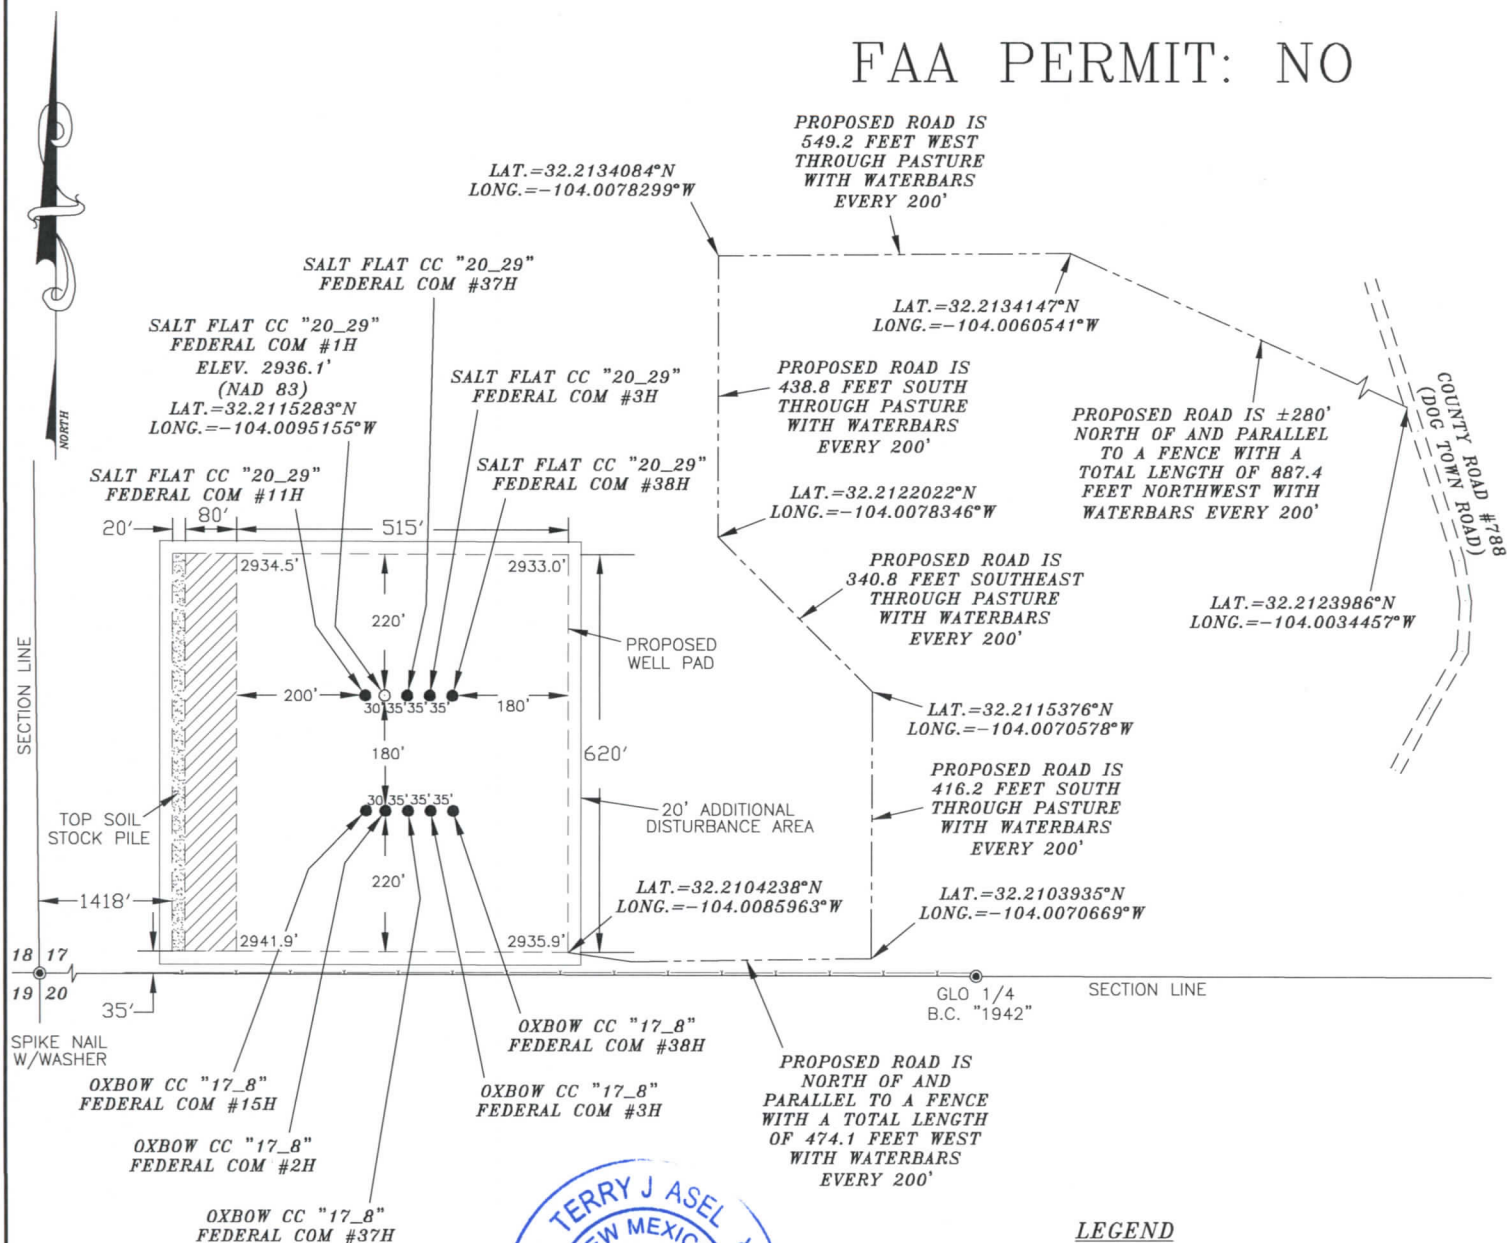 FAA PERMIT: NO
PROPOSED ROAD IS
549.2 FEET WEST
THROUGH PASTURE
WITH WATERBARS
EVERY 200'
LAT.=32.2134084°N
LONG.=-104.0078299°W
NORTH
SALT FLAT CC "20_29"
FEDERAL COM #37H
SALT FLAT CC "20_29"
FEDERAL COM #1H
ELEV. 2936.1'
(NAD 83)
LAT.=32.2115283°N
LONG.=-104.0095155°W
SALT FLAT CC "20_29"
FEDERAL COM #3H
SALT FLAT CC "20_29"
FEDERAL COM #11H
SALT FLAT CC "20_29"
FEDERAL COM #38H
LAT.=32.2134147°N
LONG.=-104.0060541°W
PROPOSED ROAD IS
438.8 FEET SOUTH
THROUGH PASTURE
WITH WATERBARS
EVERY 200'
PROPOSED ROAD IS ±280'
NORTH OF AND PARALLEL
TO A FENCE WITH A
TOTAL LENGTH OF 887.4
FEET NORTHWEST WITH
WATERBARS EVERY 200'
COUNTY ROAD #788
(DOG TOWN ROAD)
LAT.=32.2122022°N
LONG.=-104.0078346°W
PROPOSED ROAD IS
340.8 FEET SOUTHEAST
THROUGH PASTURE
WITH WATERBARS
EVERY 200'
LAT.=32.2123986°N
LONG.=-104.0034457°W
20'
80'
515'
2934.5'
2933.0'
220'
PROPOSED
WELL PAD
SECTION LINE
200'
30'35'35'35'
180'
180'
620'
LAT.=32.2115376°N
LONG.=-104.0070578°W
PROPOSED ROAD IS
416.2 FEET SOUTH
THROUGH PASTURE
WITH WATERBARS
EVERY 200'
30'35'35'35'
TOP SOIL
STOCK PILE
20' ADDITIONAL
DISTURBANCE AREA
220'
1418'
LAT.=32.2104238°N
LONG.=-104.0085963°W
LAT.=32.2103935°N
LONG.=-104.0070669°W
2941.9'
2935.9'
18 17
19 20
35'
SPIKE NAIL
W/WASHER
GLO 1/4
B.C. "1942"
SECTION LINE
OXBOW CC "17_8"
FEDERAL COM #38H
OXBOW CC "17_8"
FEDERAL COM #15H
OXBOW CC "17_8"
FEDERAL COM #3H
PROPOSED ROAD IS
NORTH OF AND
PARALLEL TO A FENCE
WITH A TOTAL LENGTH
OF 474.1 FEET WEST
WITH WATERBARS
EVERY 200'
OXBOW CC "17_8"
FEDERAL COM #2H
OXBOW CC "17_8"
FEDERAL COM #37H
TERRY J ASEL
LEGEND